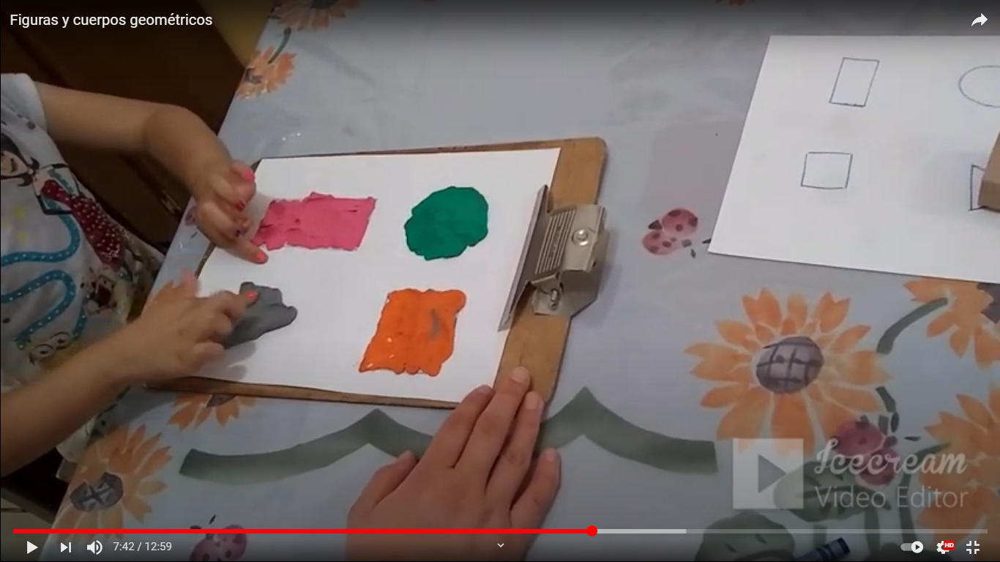 Figuras y cuerpos geométricos
Icecream
Video Editor
7:42 / 12:59
HD